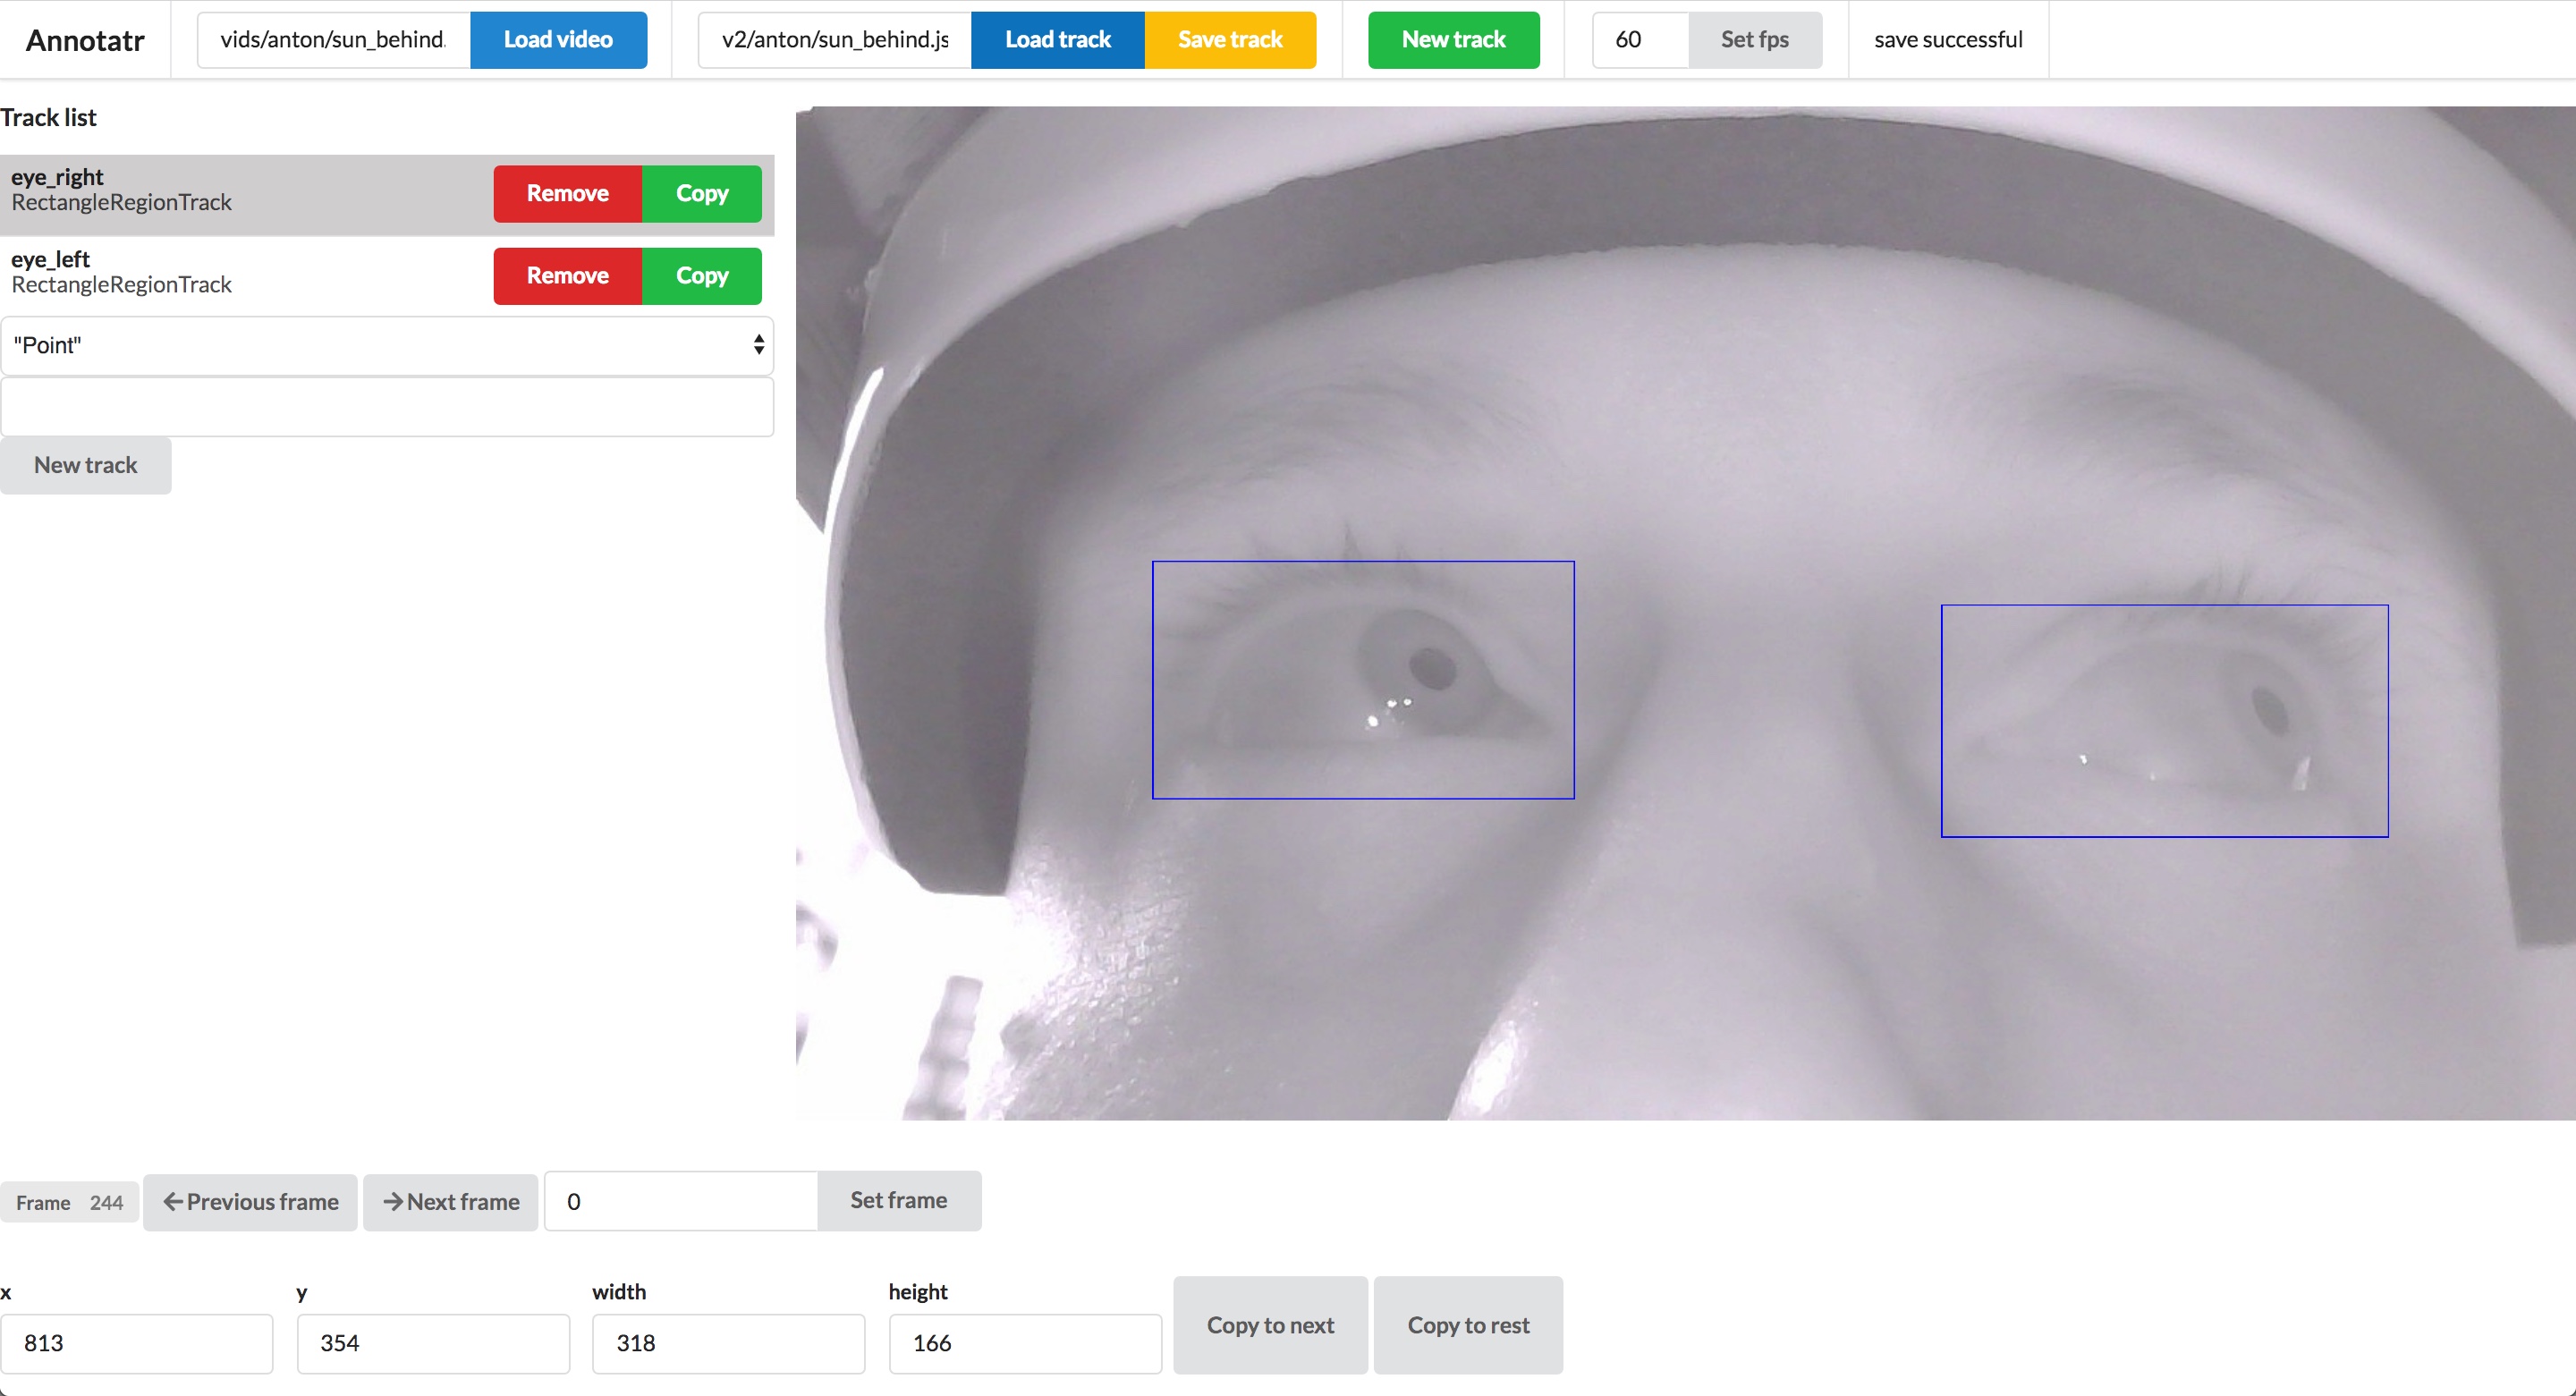 Annotatr
vids/anton/sun_behind.
Load video
v2/anton/sun_behind.js
Load track
Save track
New track
60
Set fps
save successful
Track list
eye_right
RectangleRegionTrack
Remove
Copy
eye_left
RectangleRegionTrack
Remove
Copy
"Point"
New track
Frame 244
Previous frame
Next frame
0
Set frame
x
y
width
height
813
354
318
166
Copy to next
Copy to rest